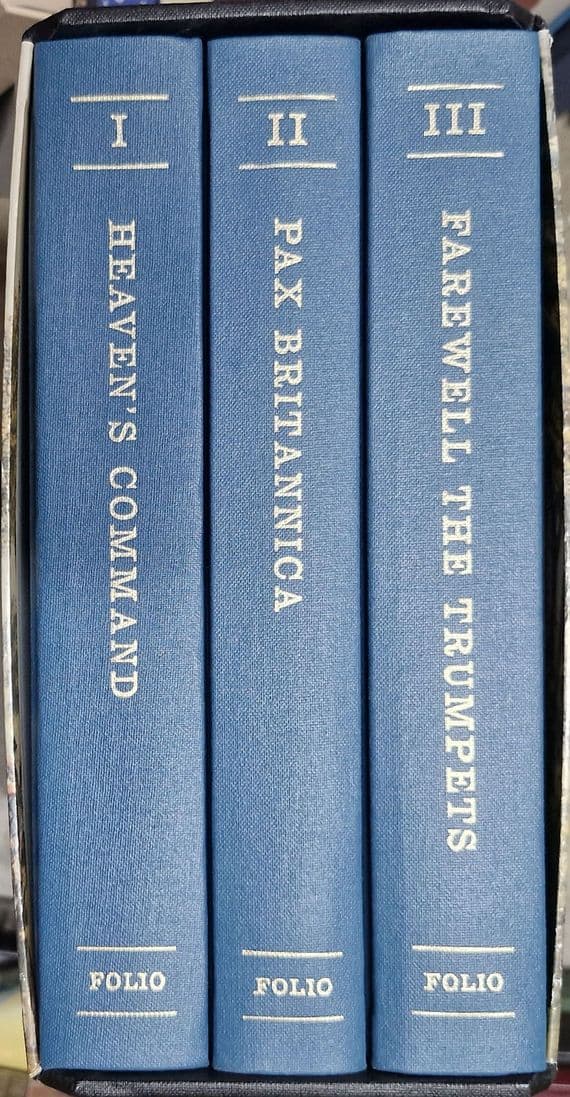 I
HEAVEN'S COMMAND
FOLIO
II
PAX BRITANNICA
FOLIO
III
FAREWELL THE TRUMPETS
FOLIO